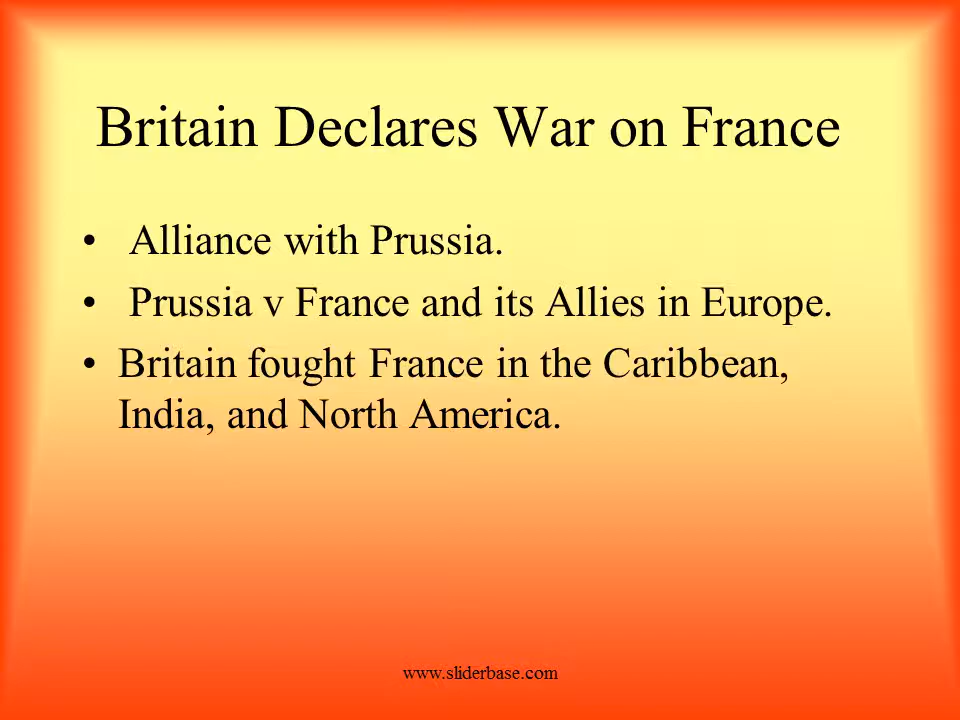 Britain Declares War on France
• Alliance with Prussia.
• Prussia v France and its Allies in Europe.
• Britain fought France in the Caribbean,
India, and North America.
www.sliderbase.com